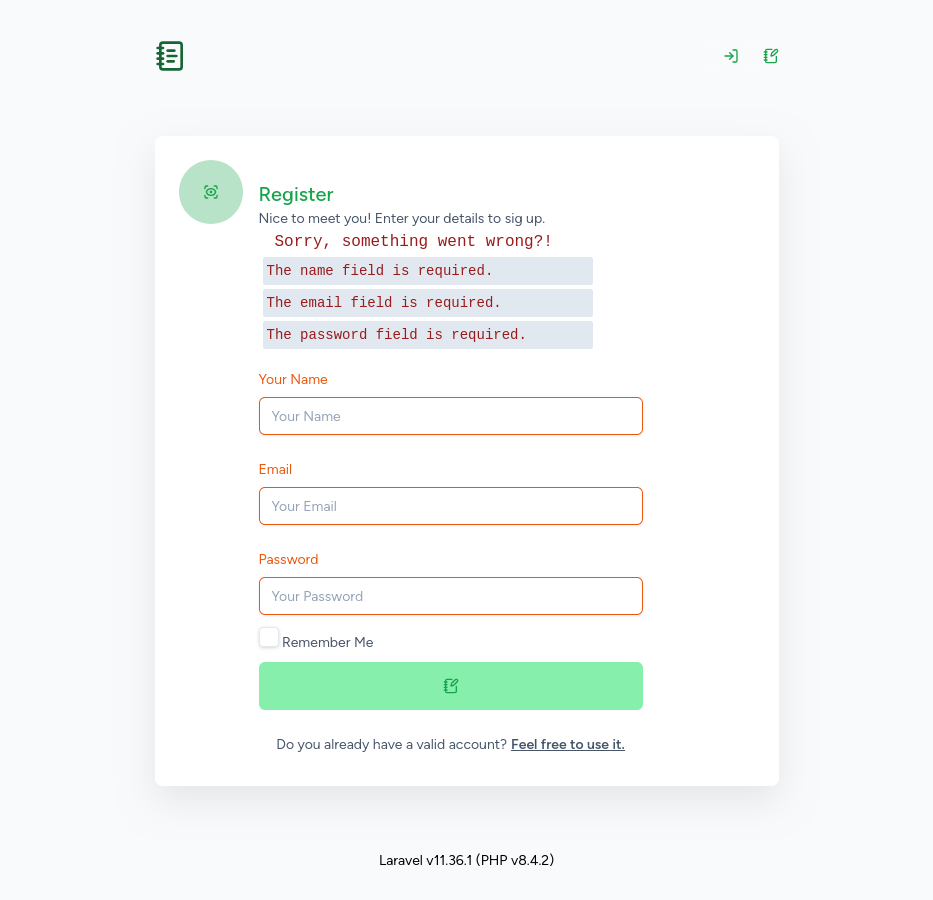 Register
Nice to meet you! Enter your details to sig up.
Sorry, something went wrong?!
The name field is required.
The email field is required.
The password field is required.
Your Name
Your Name
Email
Your Email
Password
Your Password
Remember Me
Do you already have a valid account? Feel free to use it.
Laravel v11.36.1 (PHP v8.4.2)